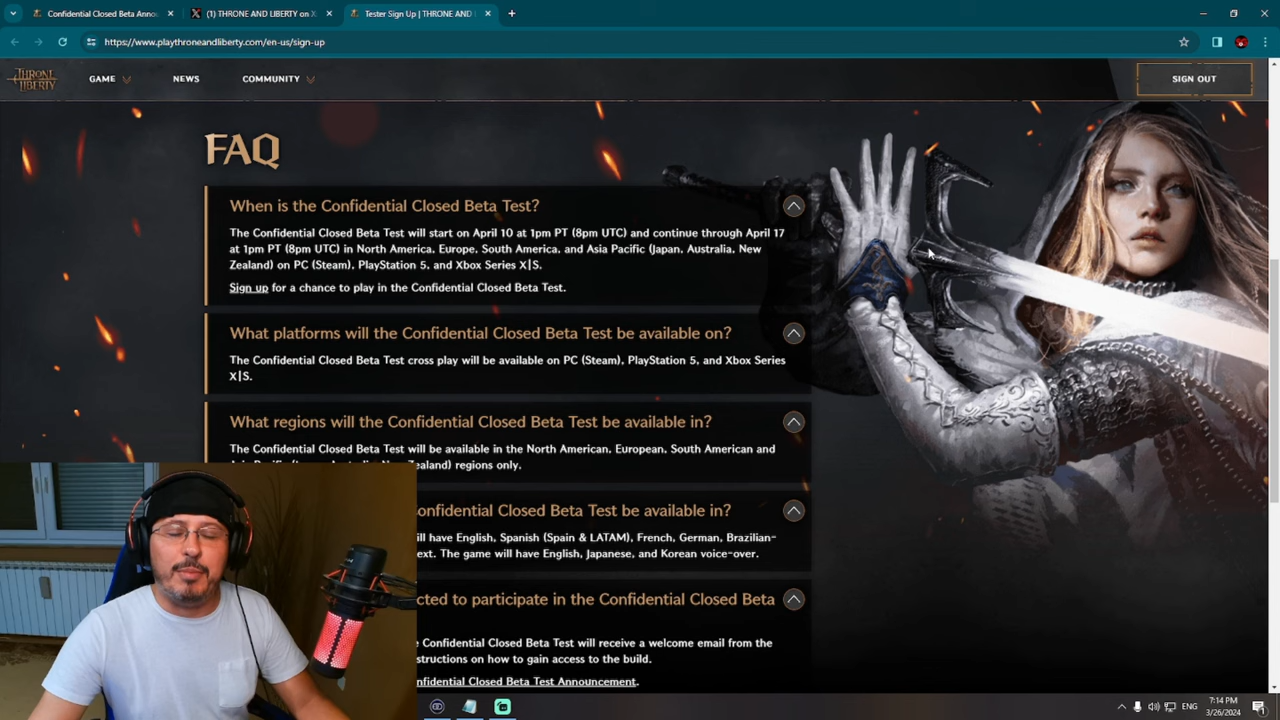 Confidential Closed Beta Annou
(1) THRONE AND LIBERTY on X
Tester Sign Up | THRONE AND
https://www.playthroneandliberty.com/en-us/sign-up
THRONE
LIBERTY
GAME
NEWS
COMMUNITY
SIGN OUT
FAQ
When is the Confidential Closed Beta Test?
The Confidential Closed Beta Test will start on April 10 at 1pm PT (8pm UTC) and continue through April 17
at 1pm PT (8pm UTC) in North America, Europe, South America, and Asia Pacific (Japan, Australia, New
Zealand) on PC (Steam), PlayStation 5, and Xbox Series X|S.
Sign up for a chance to play in the Confidential Closed Beta Test.
What platforms will the Confidential Closed Beta Test be available on?
The Confidential Closed Beta Test cross play will be available on PC (Steam), PlayStation 5, and Xbox Series
X|S.
What regions will the Confidential Closed Beta Test be available in?
The Confidential Closed Beta Test will be available in the North American, European, South American and
Zealand) regions only.
onfidential Closed Beta Test be available in?
ill have English, Spanish (Spain & LATAM), French, German, Brazilian-
ext. The game will have English, Japanese, and Korean voice-over.
cted to participate in the Confidential Closed Beta
e Confidential Closed Beta Test will receive a welcome email from the
structions on how to gain access to the build.
nfidential Closed Beta Test Announcement.
ENG
7:14 PM
3/26/2024